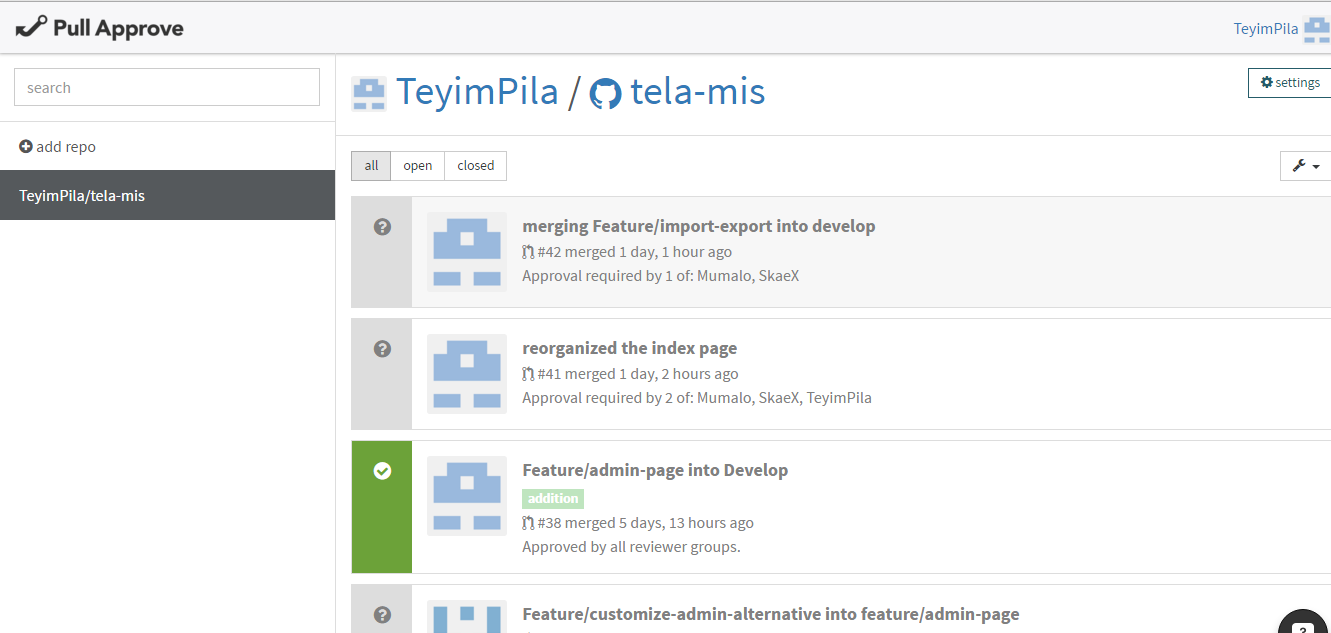 Pull Approve
TeyimPila
search
TeyimPila / tela-mis
settings
add repo
TeyimPila/tela-mis
all
open
closed
merging Feature/import-export into develop
#42 merged 1 day, 1 hour ago
Approval required by 1 of: Mumalo, SkaeX
reorganized the index page
#41 merged 1 day, 2 hours ago
Approval required by 2 of: Mumalo, SkaeX, TeyimPila
Feature/admin-page into Develop
addition
#38 merged 5 days, 13 hours ago
Approved by all reviewer groups.
Feature/customize-admin-alternative into feature/admin-page